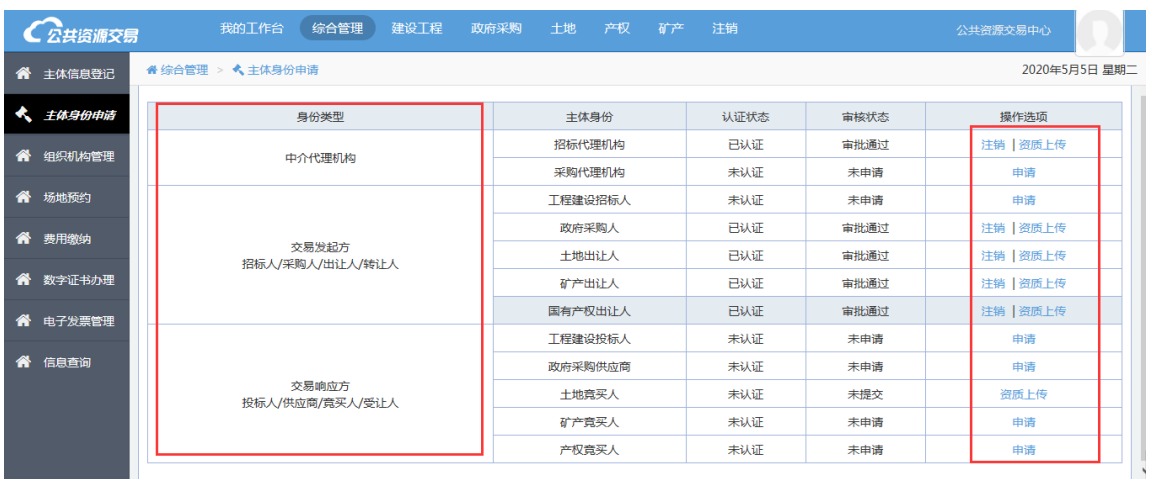 公共资源交易
我的工作台 综合管理 建设工程 政府采购 土地 产权 矿产 注销
公共资源交易中心
主体信息登记
主体身份申请
组织机构管理
场地预约
费用缴纳
数字证书办理
电子发票管理
信息查询
综合管理 > 主体身份申请
2020年5月5日 星期二
身份类型 主体身份 认证状态 审核状态 操作选项
中介代理机构
招标代理机构 已认证 审批通过 注销 | 资质上传
采购代理机构 未认证 未申请 申请
交易发起方
招标人/采购人/出让人/转让人
工程建设招标人 未认证 未申请 申请
政府采购人 已认证 审批通过 注销 | 资质上传
土地出让人 已认证 审批通过 注销 | 资质上传
矿产出让人 已认证 审批通过 注销 | 资质上传
国有产权出让人 已认证 审批通过 注销 | 资质上传
交易响应方
投标人/供应商/竟买人/受让人
工程建设投标人 未认证 未申请 申请
政府采购供应商 未认证 未申请 申请
土地竟买人 未认证 未提交 资质上传
矿产竟买人 未认证 未申请 申请
产权竟买人 未认证 未申请 申请